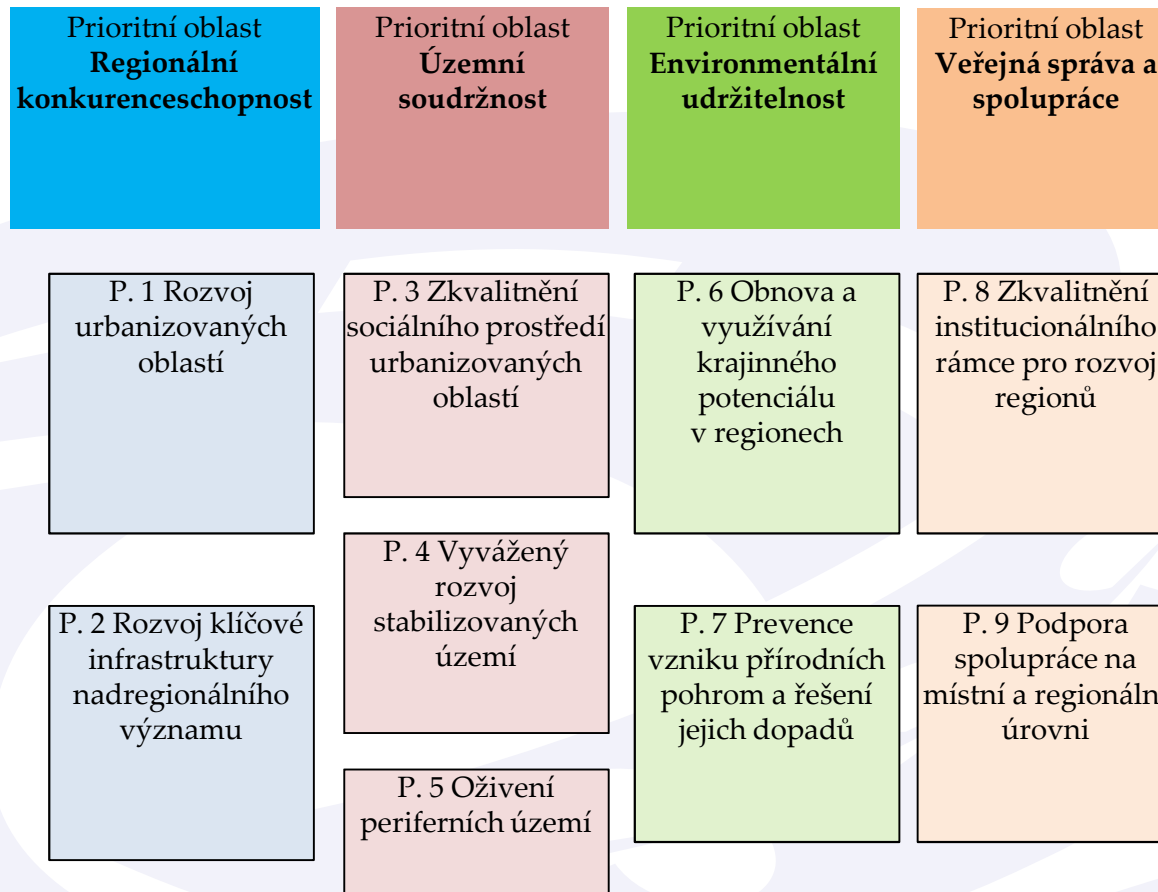 Prioritní oblast
Regionální
konkurenceschopnost
Prioritní oblast
Územní
soudržnost
Prioritní oblast
Environmentální
udržitelnost
Prioritní oblast
Veřejná správa a
spolupráce
P. 1 Rozvoj
urbanizovaných
oblastí
P. 2 Rozvoj klíčové
infrastruktury
nadregionálního
významu
P. 3 Zkvalitnění
sociálního prostředí
urbanizovaných
oblastí
P. 4 Vyvážený
rozvoj
stabilizovaných
území
P. 5 Oživení
periferních území
P. 6 Obnova a
využívání
krajinného
potenciálu
v regionech
P. 7 Prevence
vzniku přírodních
pohrom a řešení
jejich dopadů
P. 8 Zkvalitnění
institucionálního
rámce pro rozvoj
regionů
P. 9 Podpora
spolupráce na
místní a regionáln
úrovni